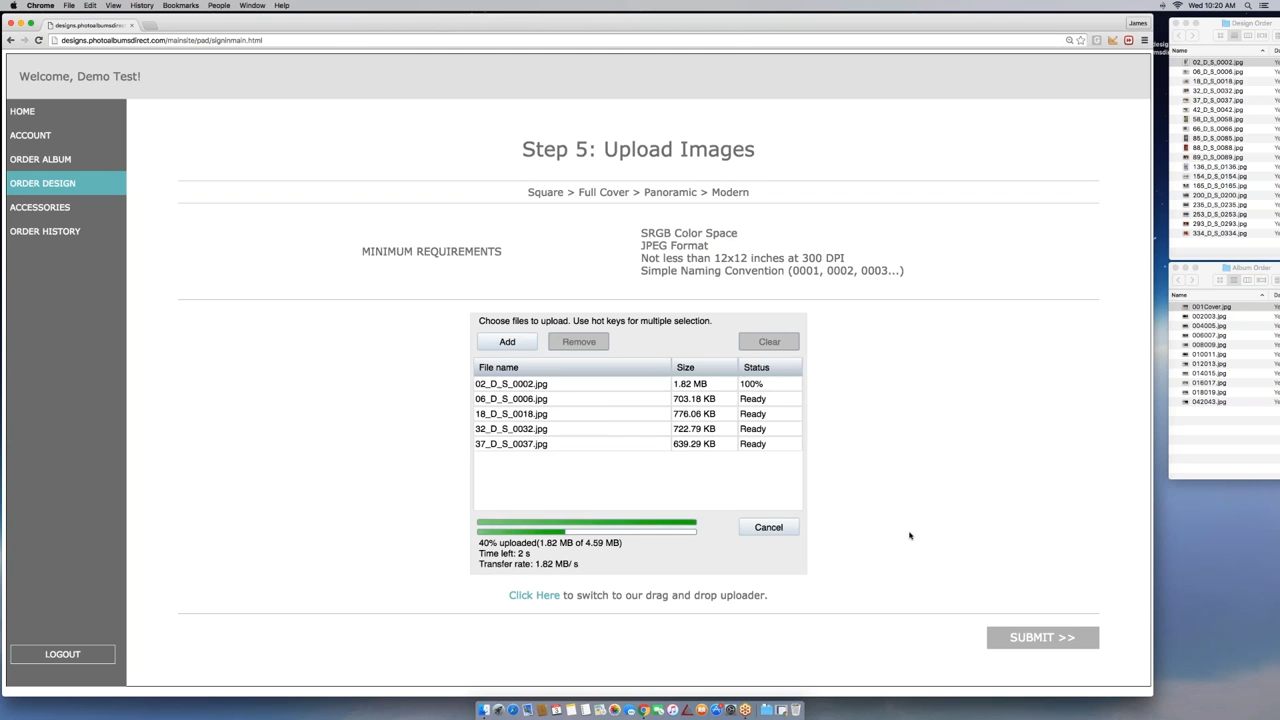 Chrome File Edit View History Bookmarks People Window Help
Wed 10:20 AM
designs.photoalbumsdirect
James
designs.photoalbumsdirect.com/mainsite/pad/signinmain.html
Welcome, Demo Test!
HOME
ACCOUNT
ORDER ALBUM
ORDER DESIGN
ACCESSORIES
ORDER HISTORY
LOGOUT
Step 5: Upload Images
Square > Full Cover > Panoramic > Modern
MINIMUM REQUIREMENTS
SRGB Color Space
JPEG Format
Not less than 12x12 inches at 300 DPI
Simple Naming Convention (0001, 0002, 0003...)
Choose files to upload. Use hot keys for multiple selection.
Add Remove Clear
File name Size Status
02_D_S_0002.jpg 1.82 MB 100%
06_D_S_0006.jpg 703.18 KB Ready
18_D_S_0018.jpg 776.06 KB Ready
32_D_S_0032.jpg 722.79 KB Ready
37_D_S_0037.jpg 639.29 KB Ready
Cancel
40% uploaded(1.82 MB of 4.59 MB)
Time left: 2 s
Transfer rate: 1.82 MB/ s
Click Here to switch to our drag and drop uploader.
SUBMIT >>
Design Order
Name
02_D_S_0002.jpg
06_D_S_0006.jpg
18_D_S_0018.jpg
32_D_S_0032.jpg
37_D_S_0037.jpg
42_D_S_0042.jpg
58_D_S_0058.jpg
66_D_S_0066.jpg
85_D_S_0085.jpg
88_D_S_0088.jpg
89_D_S_0089.jpg
136_D_S_0136.jpg
154_D_S_0154.jpg
165_D_S_0165.jpg
200_D_S_0200.jpg
235_D_S_0235.jpg
253_D_S_0253.jpg
293_D_S_0293.jpg
334_D_S_0334.jpg
Album Order
Name
001Cover.jpg
002003.jpg
004005.jpg
006007.jpg
008009.jpg
010011.jpg
012013.jpg
014015.jpg
016017.jpg
018019.jpg
042043.jpg